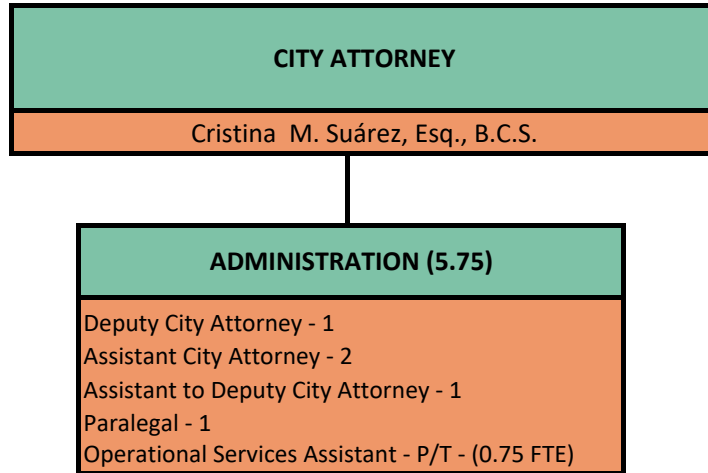 CITY ATTORNEY
Cristina  M. Suárez, Esq., B.C.S.
ADMINISTRATION (5.75)
Deputy City Attorney - 1
Assistant City Attorney - 2
Assistant to Deputy City Attorney - 1
Paralegal - 1
Operational Services Assistant - P/T - (0.75 FTE)